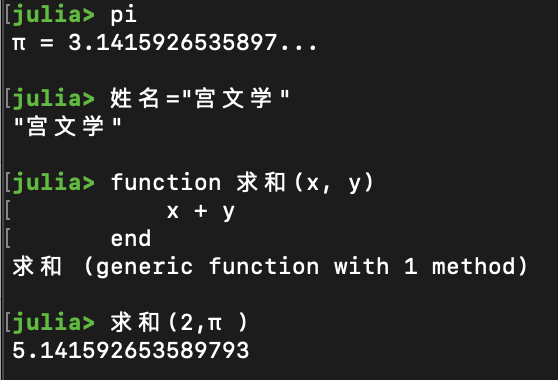 julia> pi
π = 3.1415926535897...
julia> 姓名="宫文学"
"宫文学"
julia> function 求和(x, y)
x + y
end
求和 (generic function with 1 method)
julia> 求和(2,π )
5.141592653589793